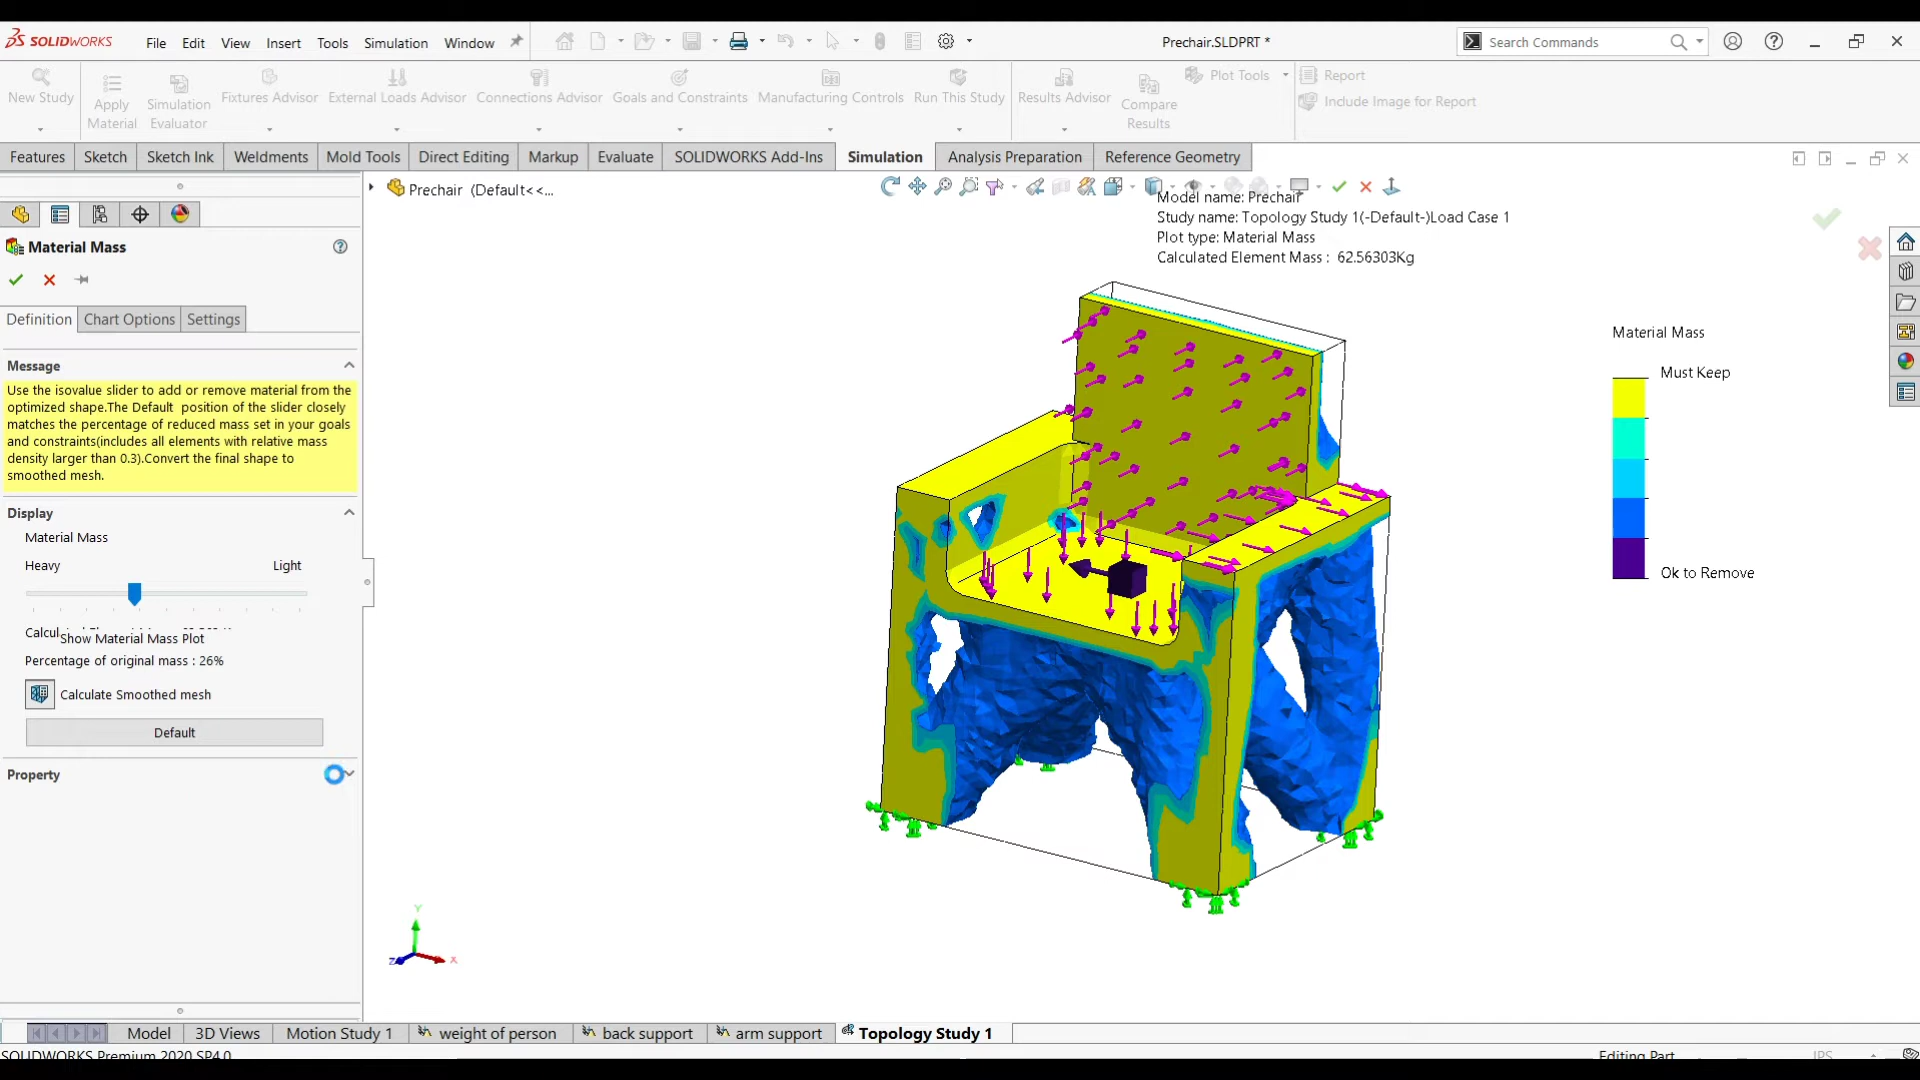 SOLIDWORKS
File Edit View Insert Tools Simulation Window
Prechair.SLDPRT *
Search Commands
New Study
Apply Material
Simulation Evaluator
Fixtures Advisor
External Loads Advisor
Connections Advisor
Goals and Constraints
Manufacturing Controls
Run This Study
Results Advisor
Compare Results
Plot Tools
Report
Include Image for Report
Features Sketch Sketch Ink Weldments Mold Tools Direct Editing Markup Evaluate SOLIDWORKS Add-Ins Simulation Analysis Preparation Reference Geometry
Prechair (Default<<...
Model name: Prechair
Study name: Topology Study 1(-Default-)Load Case 1
Plot type: Material Mass
Calculated Element Mass : 62.56303Kg
Material Mass
Definition Chart Options Settings
Message
Use the isovalue slider to add or remove material from the
optimized shape.The Default position of the slider closely
matches the percentage of reduced mass set in your goals
and constraints(includes all elements with relative mass
density larger than 0.3).Convert the final shape to
smoothed mesh.
Display
Material Mass
Heavy Light
Show Material Mass Plot
Percentage of original mass : 26%
Calculate Smoothed mesh
Default
Property
Material Mass
Must Keep
Ok to Remove
Y
Z
X
Model 3D Views Motion Study 1 weight of person back support arm support Topology Study 1
SOLIDWORKS Premium 2020 SP4.0
Editing Part
IPS